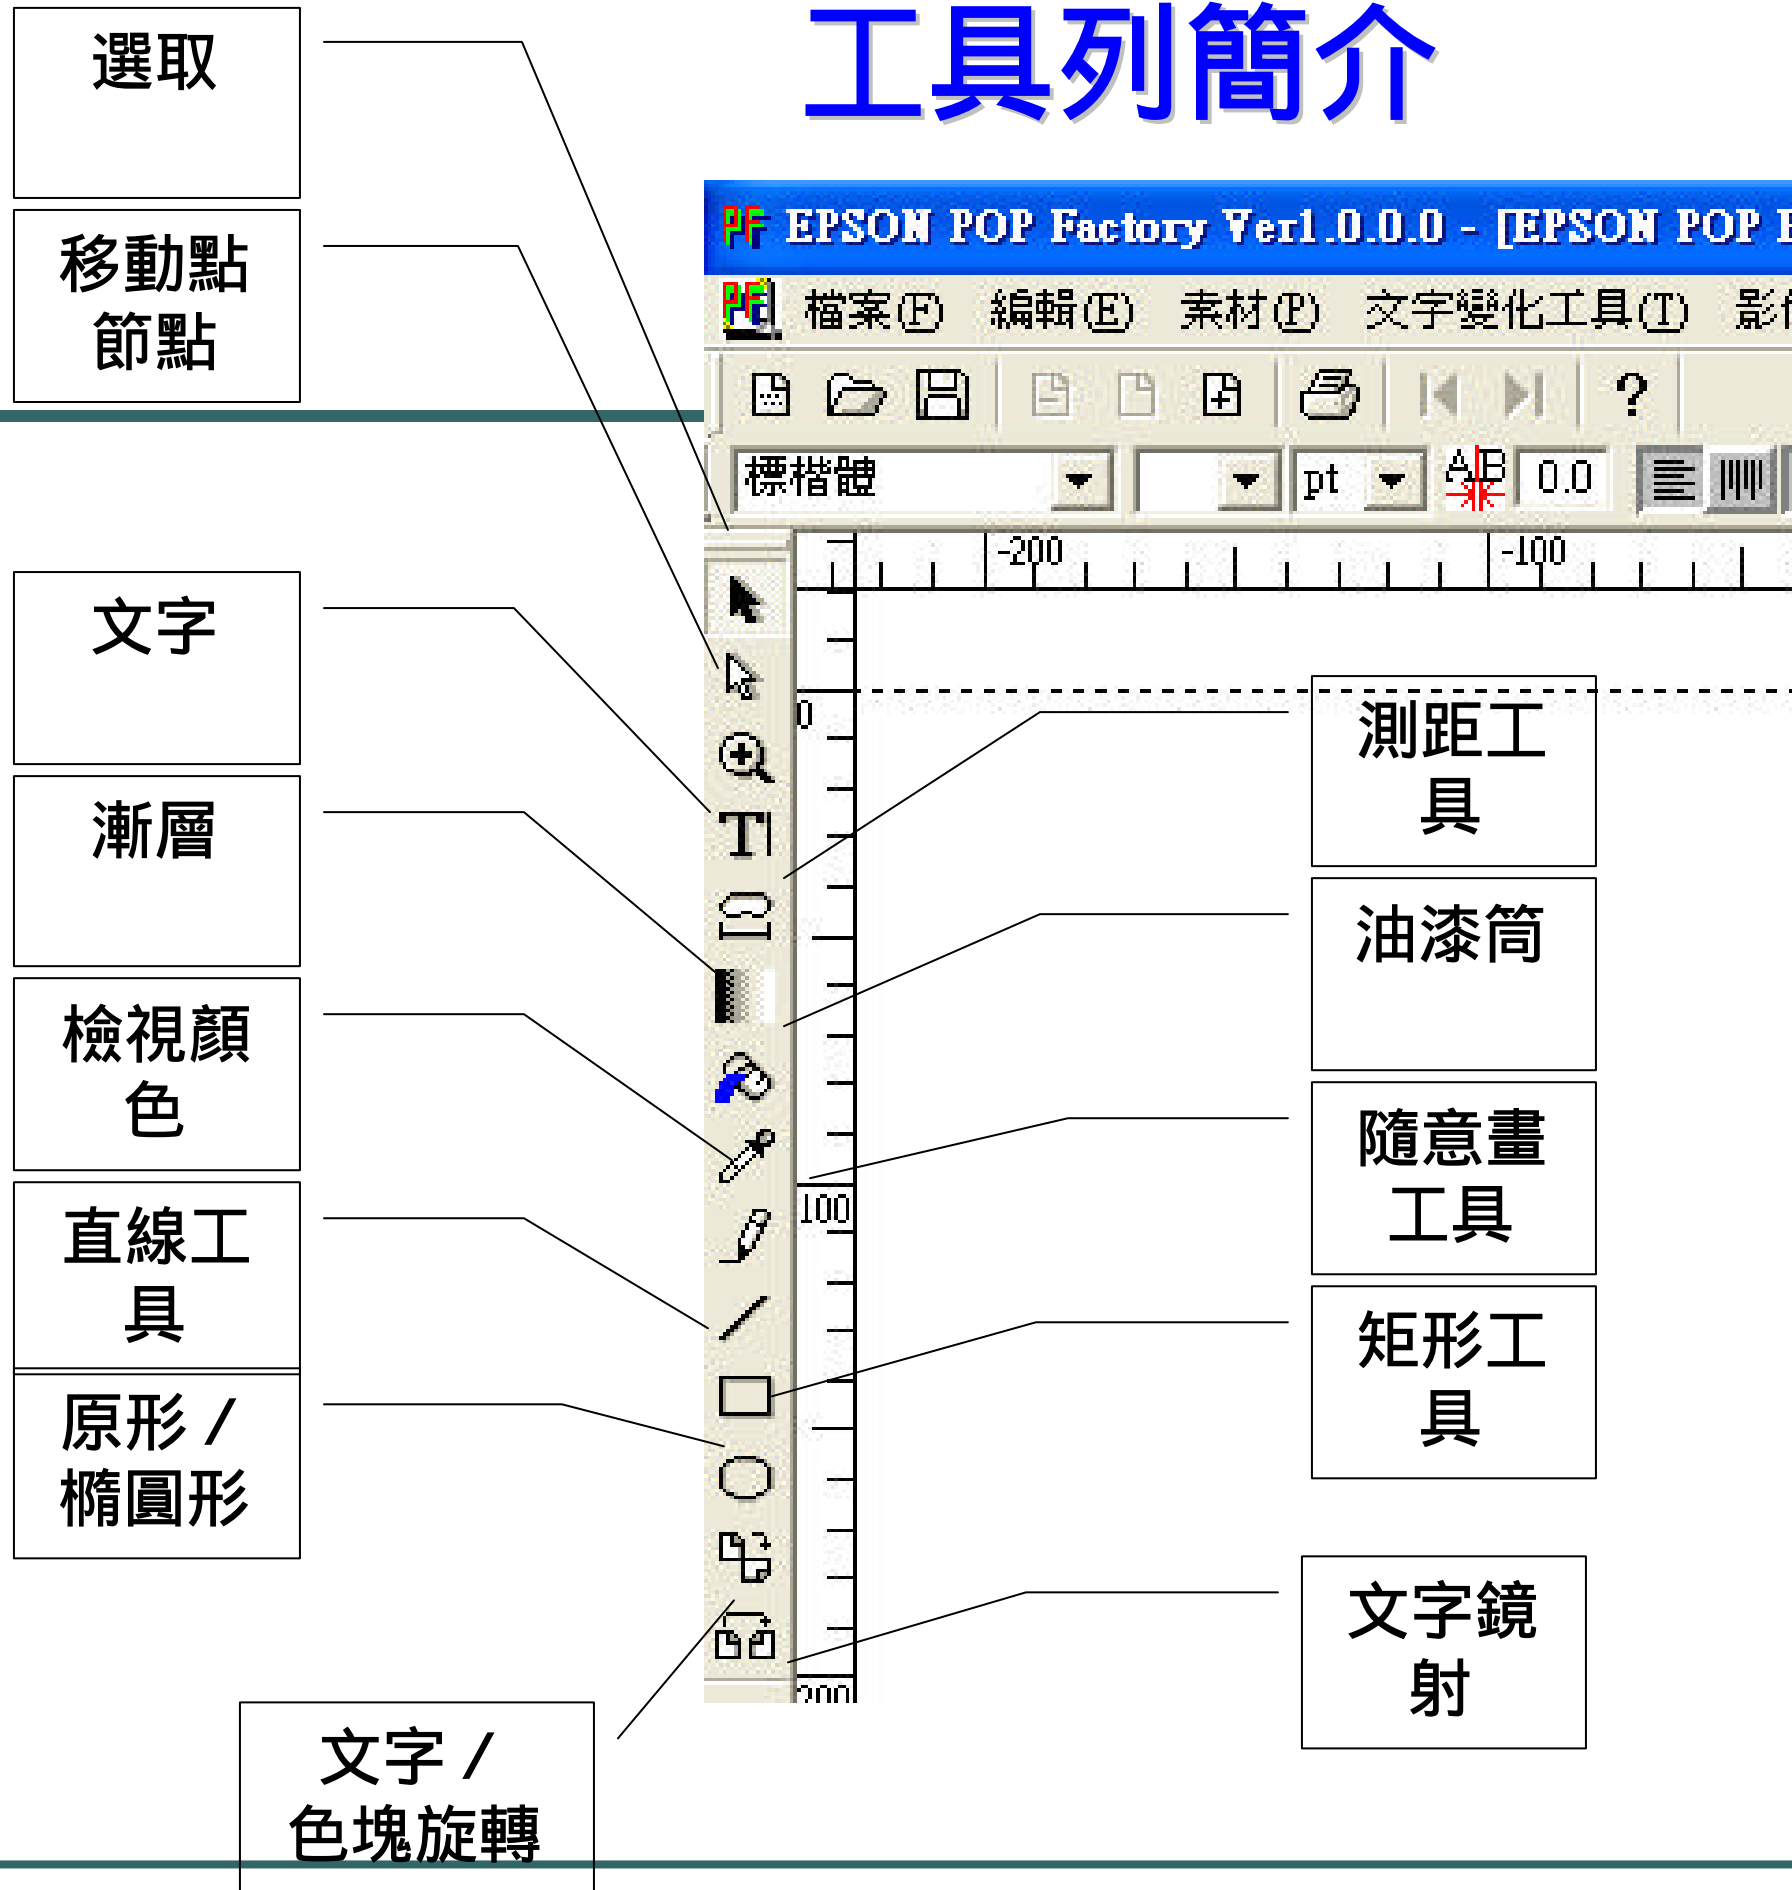 工具列簡介
選取
移動點
節點
文字
漸層
檢視顏
色
直線工
具
原形 /
橢圓形
文字 /
色塊旋轉
EPSON POP Factory Ver1.0.0.0 - [EPSON POP
檔案(F) 編輯(E) 素材(P) 文字變化工具(T)
?
標楷體 pt A B 0.0
-200 -100
0
100
200
T
測距工
具
油漆筒
隨意畫
工具
矩形工
具
文字鏡
射